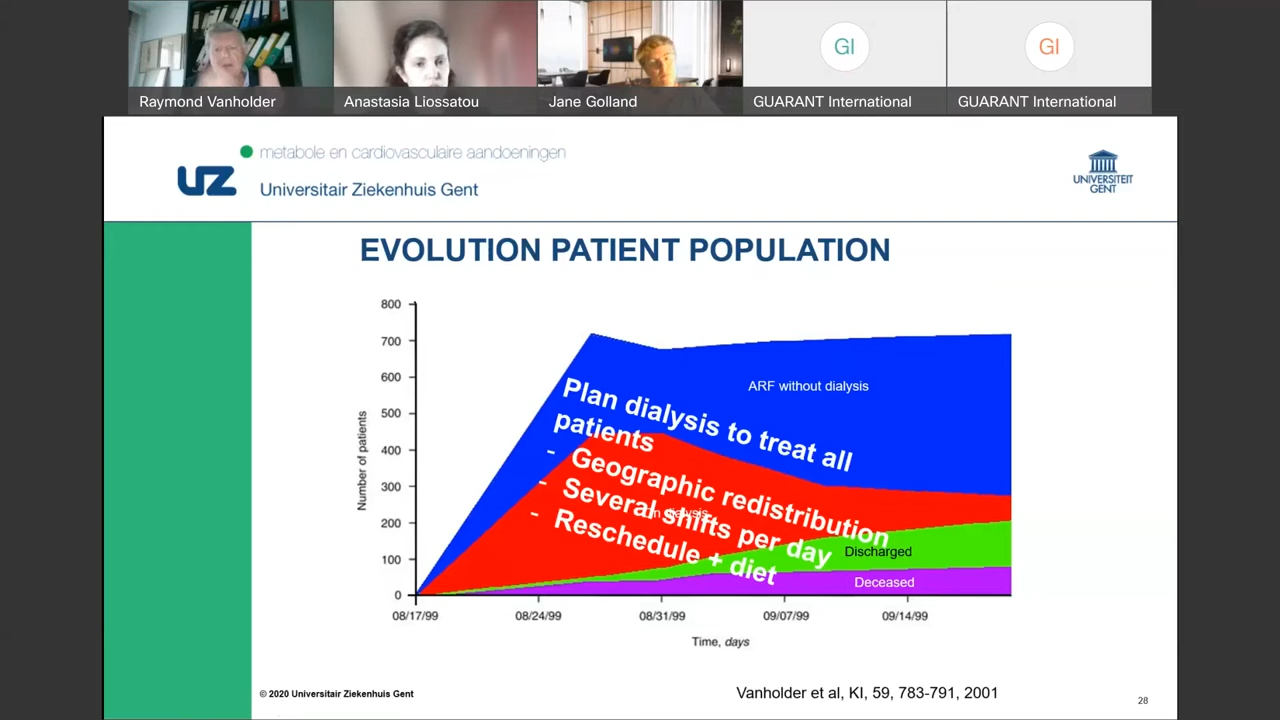 GI
GI
Raymond Vanholder
Anastasia Liossatou
Jane Golland
GUARANT International
GUARANT International
metabole en cardiovasculaire aandoeningen
UZ
Universitair Ziekenhuis Gent
UNIVERSITEIT
GENT
EVOLUTION PATIENT POPULATION
800
700
600
500
400
300
200
100
0
Number of patients
ARF without dialysis
Plan dialysis to treat all
patients
- Geographic redistribution
- Several shifts per day
- Reschedule + diet
Discharged
Deceased
08/17/99
08/24/99
08/31/99
09/07/99
09/14/99
Time, days
© 2020 Universitair Ziekenhuis Gent
Vanholder et al, KI, 59, 783-791, 2001
28